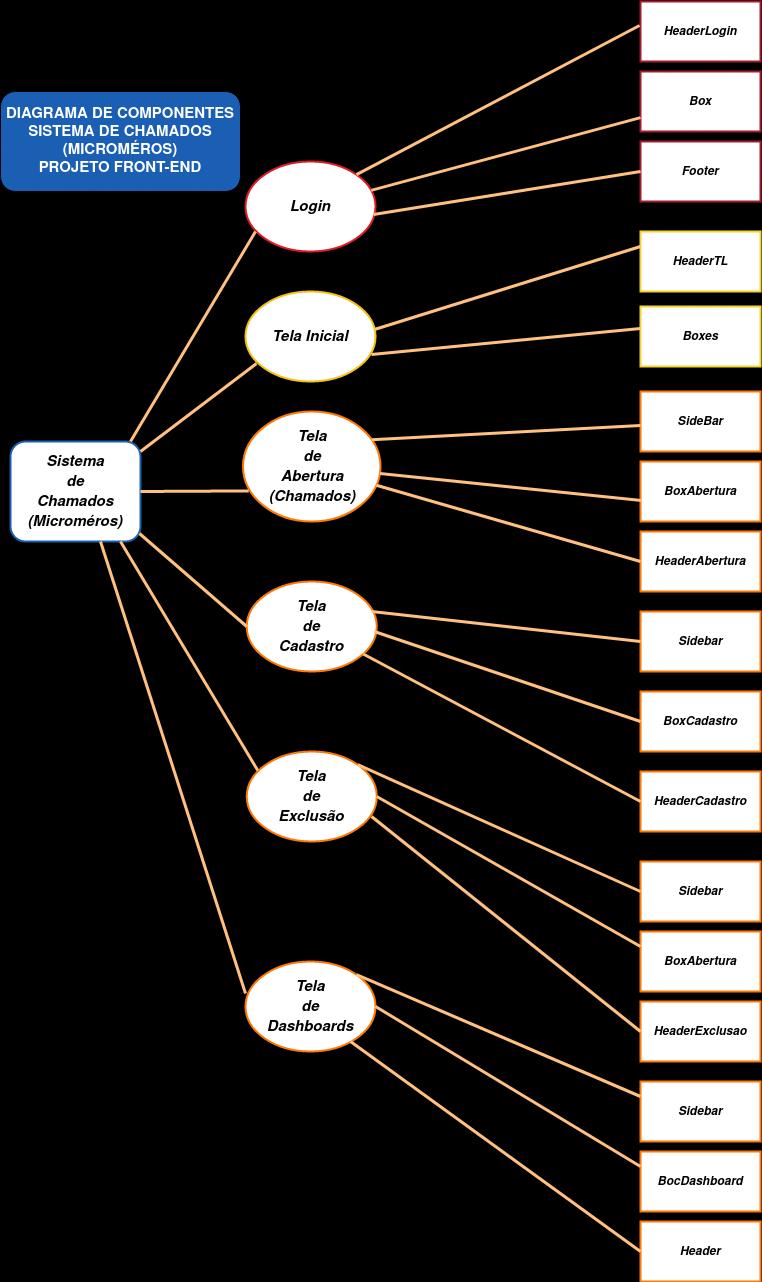 DIAGRAMA DE COMPONENTES
SISTEMA DE CHAMADOS
(MICROMÉROS)
PROJETO FRONT-END
Sistema
de
Chamados
(Microméros)
Login
HeaderLogin
Box
Footer
Tela Inicial
HeaderTL
Boxes
Tela
de
Abertura
(Chamados)
SideBar
BoxAbertura
HeaderAbertura
Tela
de
Cadastro
Sidebar
BoxCadastro
HeaderCadastro
Tela
de
Exclusão
Sidebar
BoxAbertura
HeaderExclusao
Tela
de
Dashboards
Sidebar
BocDashboard
Header